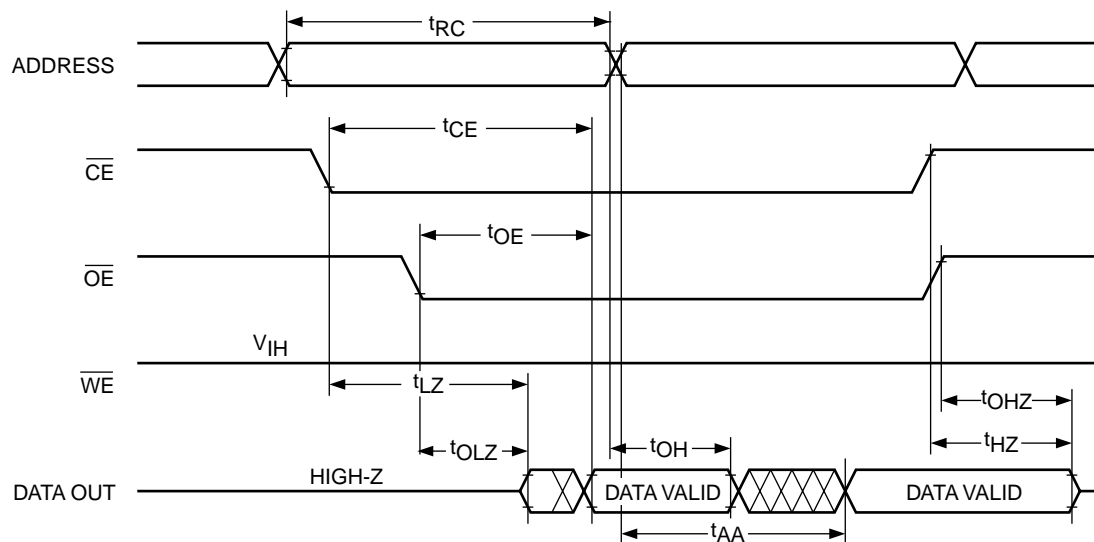 tRC
ADDRESS
tCE
CE
tOE
OE
VIH
WE
tLZ
tOHZ
tOLZ
tOH
tHZ
DATA OUT
HIGH-Z
DATA VALID
DATA VALID
tAA